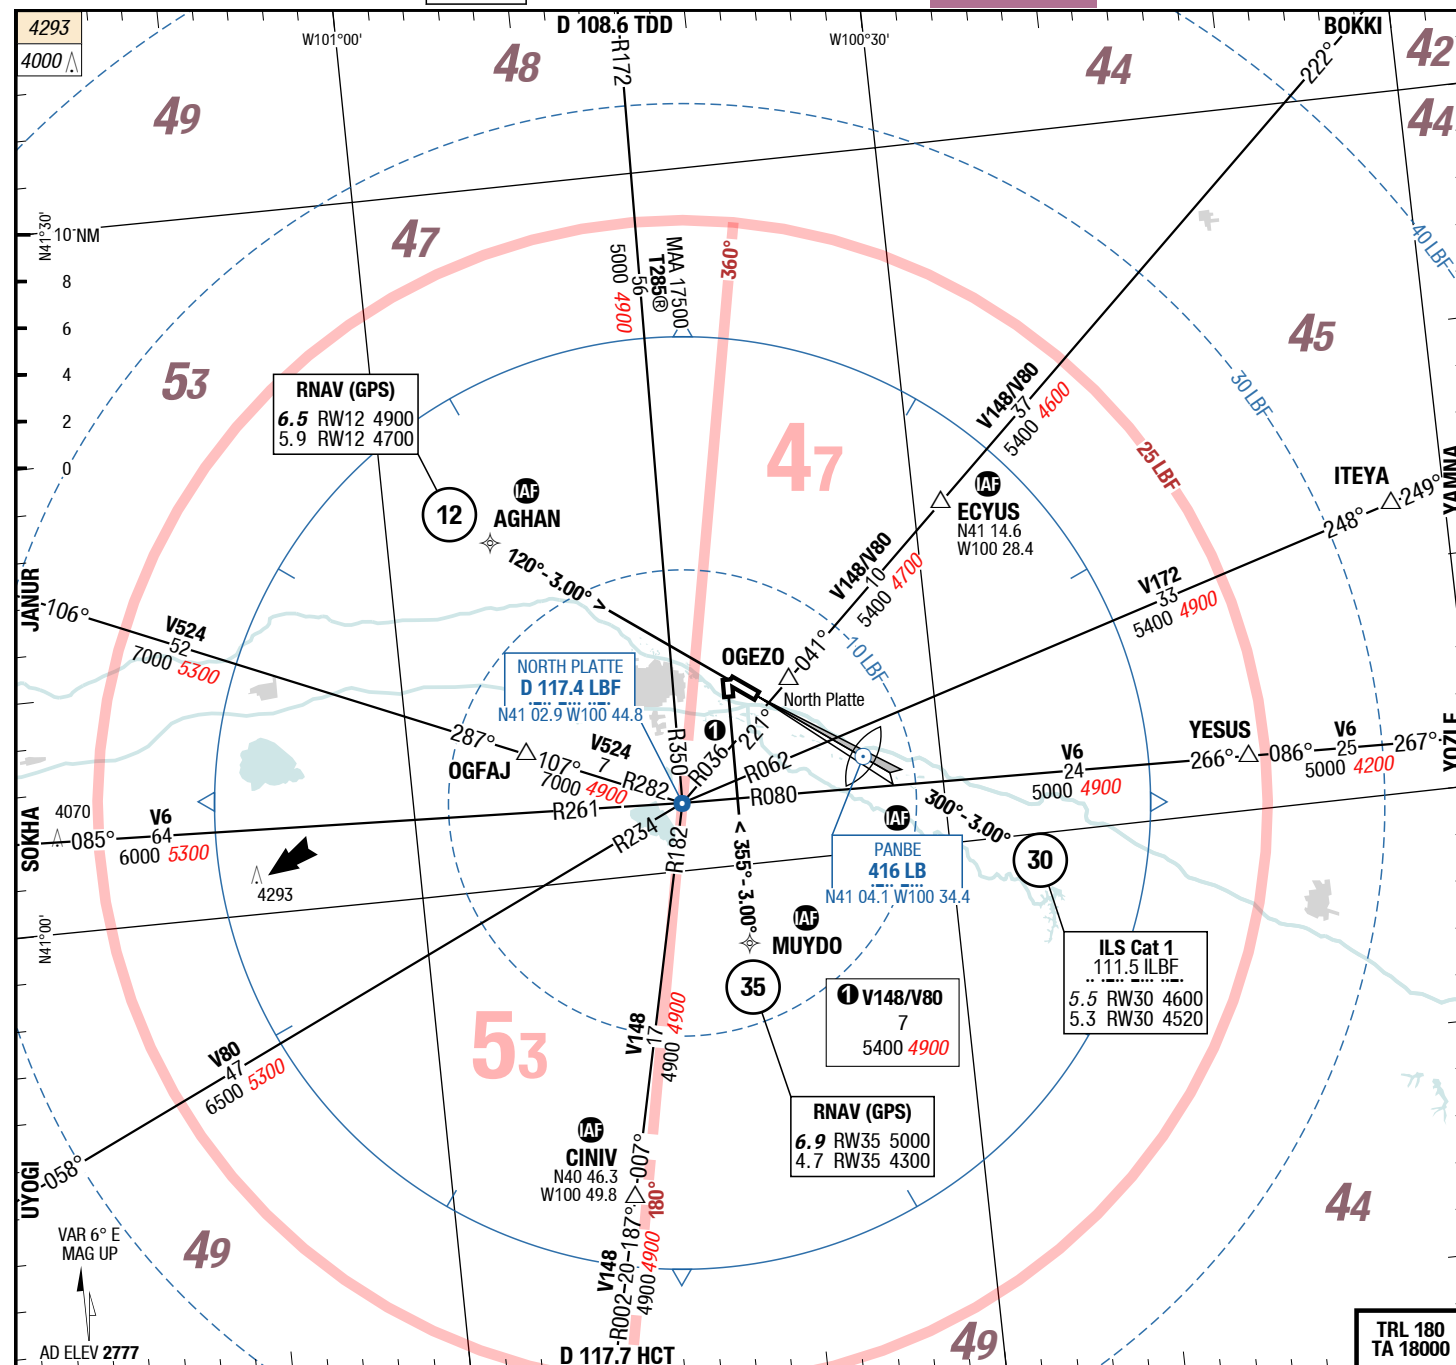 4293
4000
D 108.6 TDD
W101°00'
W100°30'
BOKKI
R172
222°
49
48
44
42
44
N41°30'
10 NM
8
6
4
2
0
47
MAA 17500
T285®
56
5000 4900
360°
40 LBF
45
53
30 LBF
RNAV (GPS)
6.5 RW12 4900
5.9 RW12 4700
V148/V80
37
5400 4600
47
25 LBF
12
IAF
AGHAN
120°-3.00° >
IAF
ECYUS
N41 14.6
W100 28.4
ITEYA
248°
249°
YAMNA
V148/V80
10
5400 4700
V172
33
5400 4900
JANUR
106°
V524
52
7000 5300
NORTH PLATTE
D 117.4 LBF
N41 02.9 W100 44.8
OGEZO
041°
10 LBF
North Platte
221°
1
287°
OGFAJ
107°
V524
7
7000 4900
R282
R350
R036
R062
R080
R261
R234
R182
V6
24
5000 4900
YESUS
266°
086°
V6
25
5000 4200
267°
YOZLE
SOKHA
4070
085°
V6
64
6000 5300
4293
< 355°-3.00°
IAF
PANBE
416 LB
N41 04.1 W100 34.4
300°-3.00°
30
N41°00'
IAF
MUYDO
35
ILS Cat 1
111.5 ILBF
5.5 RW30 4600
5.3 RW30 4520
1 V148/V80
7
5400 4900
53
V148
17
4900 4900
V80
47
6500 5300
RNAV (GPS)
6.9 RW35 5000
4.7 RW35 4300
IAF
CINIV
N40 46.3
W100 49.8
007°
180°
UYOGI
058°
187°
V148
20
4900 4900
R002
49
44
49
VAR 6° E
MAG UP
AD ELEV 2777
D 117.7 HCT
TRL 180
TA 18000